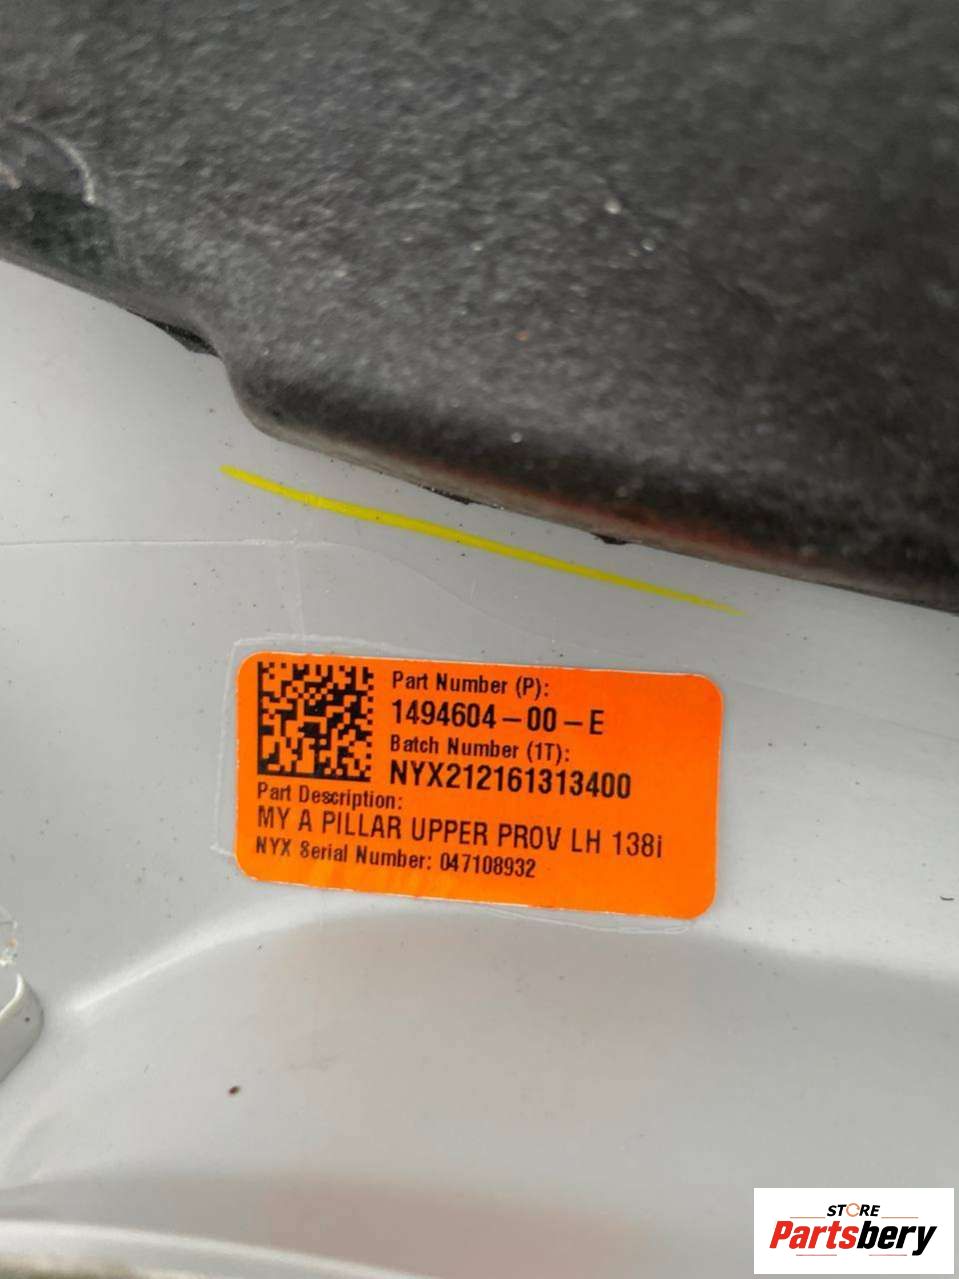 Part Number (P):
1494604-00-E
Batch Number (1T):
NYX212161313400
Part Description:
MY A PILLAR UPPER PROV LH 138i
NYX Serial Number: 047108932
STORE
Partsbery